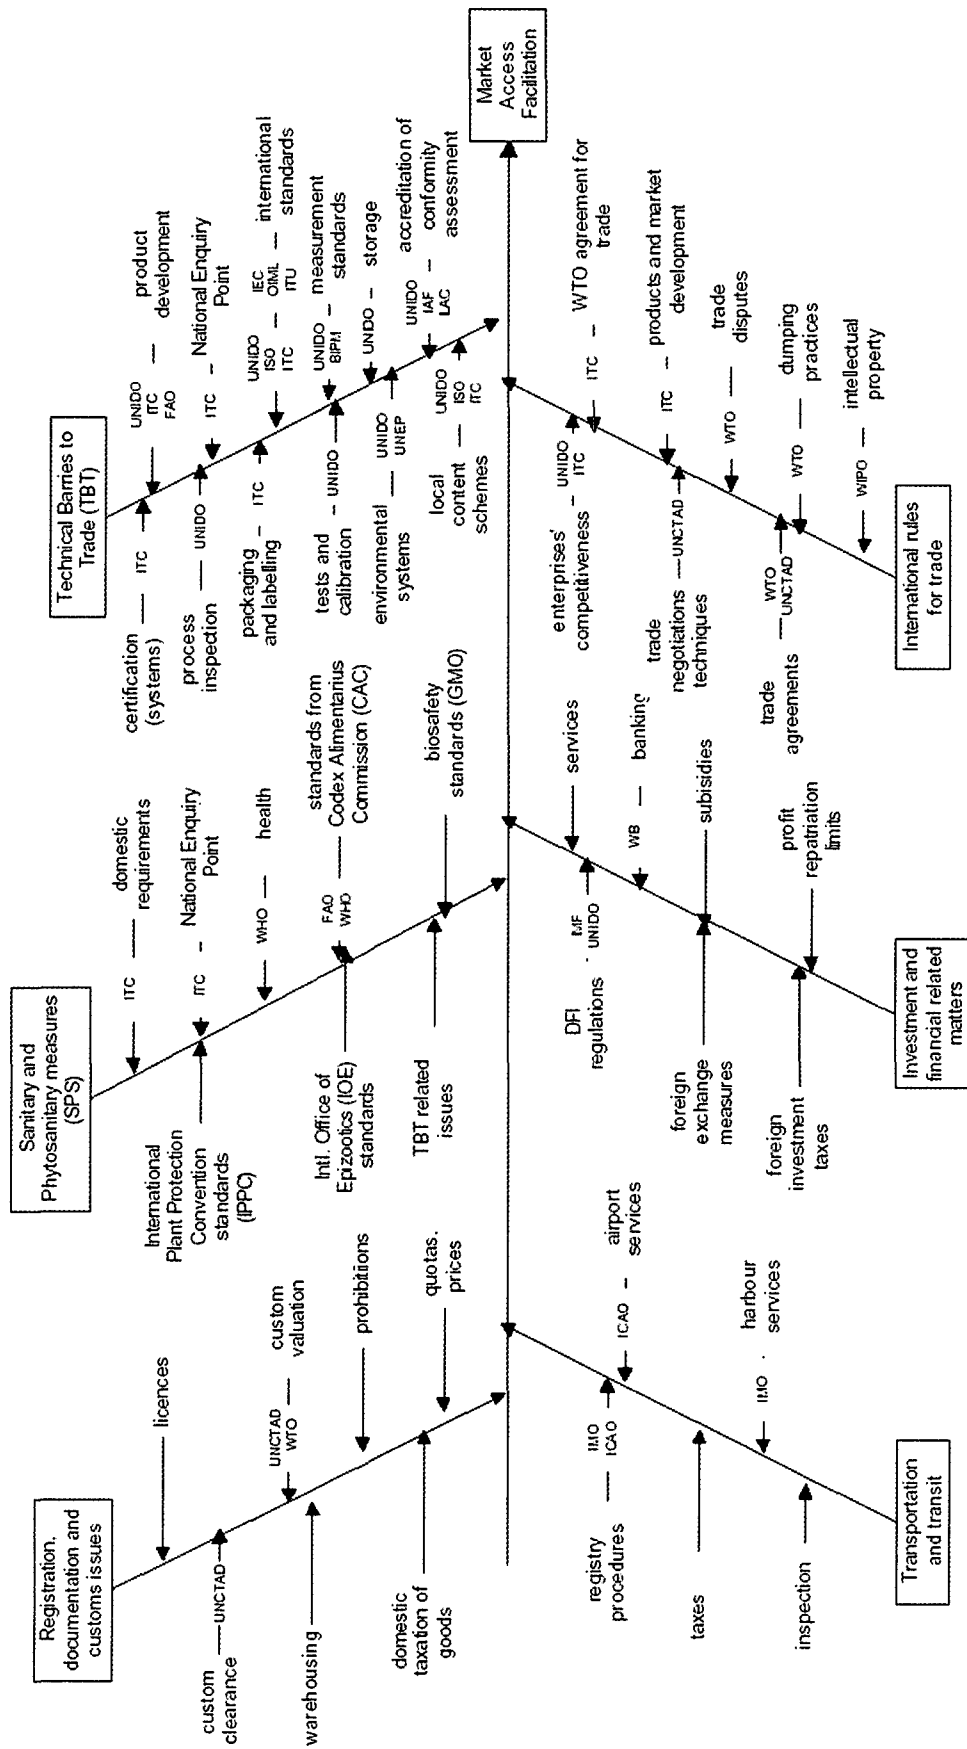 Registration,
documentation and
customs issues
licences
custom
clearance
UNCTAD
UNCTAD
WTO
custom
valuation
warehousing
prohibitions
domestic
taxation of
goods
quotas.
prices
Sanitary and
Phytosanitary measures
(SPS)
ITC
domestic
requirements
International
Plant Protection
Convention
standards
(IPPC)
ITC
National Enquiry
Point
WHO
health
Intl. Office of
Epizootics (IOE)
standards
FAO
WHO
standards from
Codex Alimentarius
Commission (CAC)
TBT related
issues
biosafety
standards (GMO)
Technical Barries to
Trade (TBT)
certification
(systems)
ITC
UNIDO
ITC
FAO
product
development
process
inspection
UNIDO
ITC
National Enquiry
Point
packaging
and labelling
ITC
UNIDO
ISO
ITC
IEC
OIML
ITU
international
standards
tests and
calibration
UNIDO
UNIDO
BIPM
measurement
standards
environmental
systems
UNIDO
UNEP
UNIDO
storage
local
content
schemes
UNIDO
ISO
ITC
UNIDO
IAF
LAC
accreditation of
conformity
assessment
Market
Access
Facilitation
registry
procedures
IMO
ICAO
ICAO
airport
services
taxes
IMO
harbour
services
inspection
Transportation
and transit
services
DFI
regulations
IMF
UNIDO
WB
banking
foreign
exchange
measures
subisidies
foreign
investment
taxes
profit
repatriation
limits
Investment and
financial related
matters
enterprises'
competitiveness
UNIDO
ITC
ITC
WTO agreement for
trade
trade
negotiations
techniques
UNCTAD
ITC
products and market
development
WTO
trade
disputes
trade
agreements
WTO
UNCTAD
WTO
dumping
practices
WIPO
intellectual
property
International rules
for trade